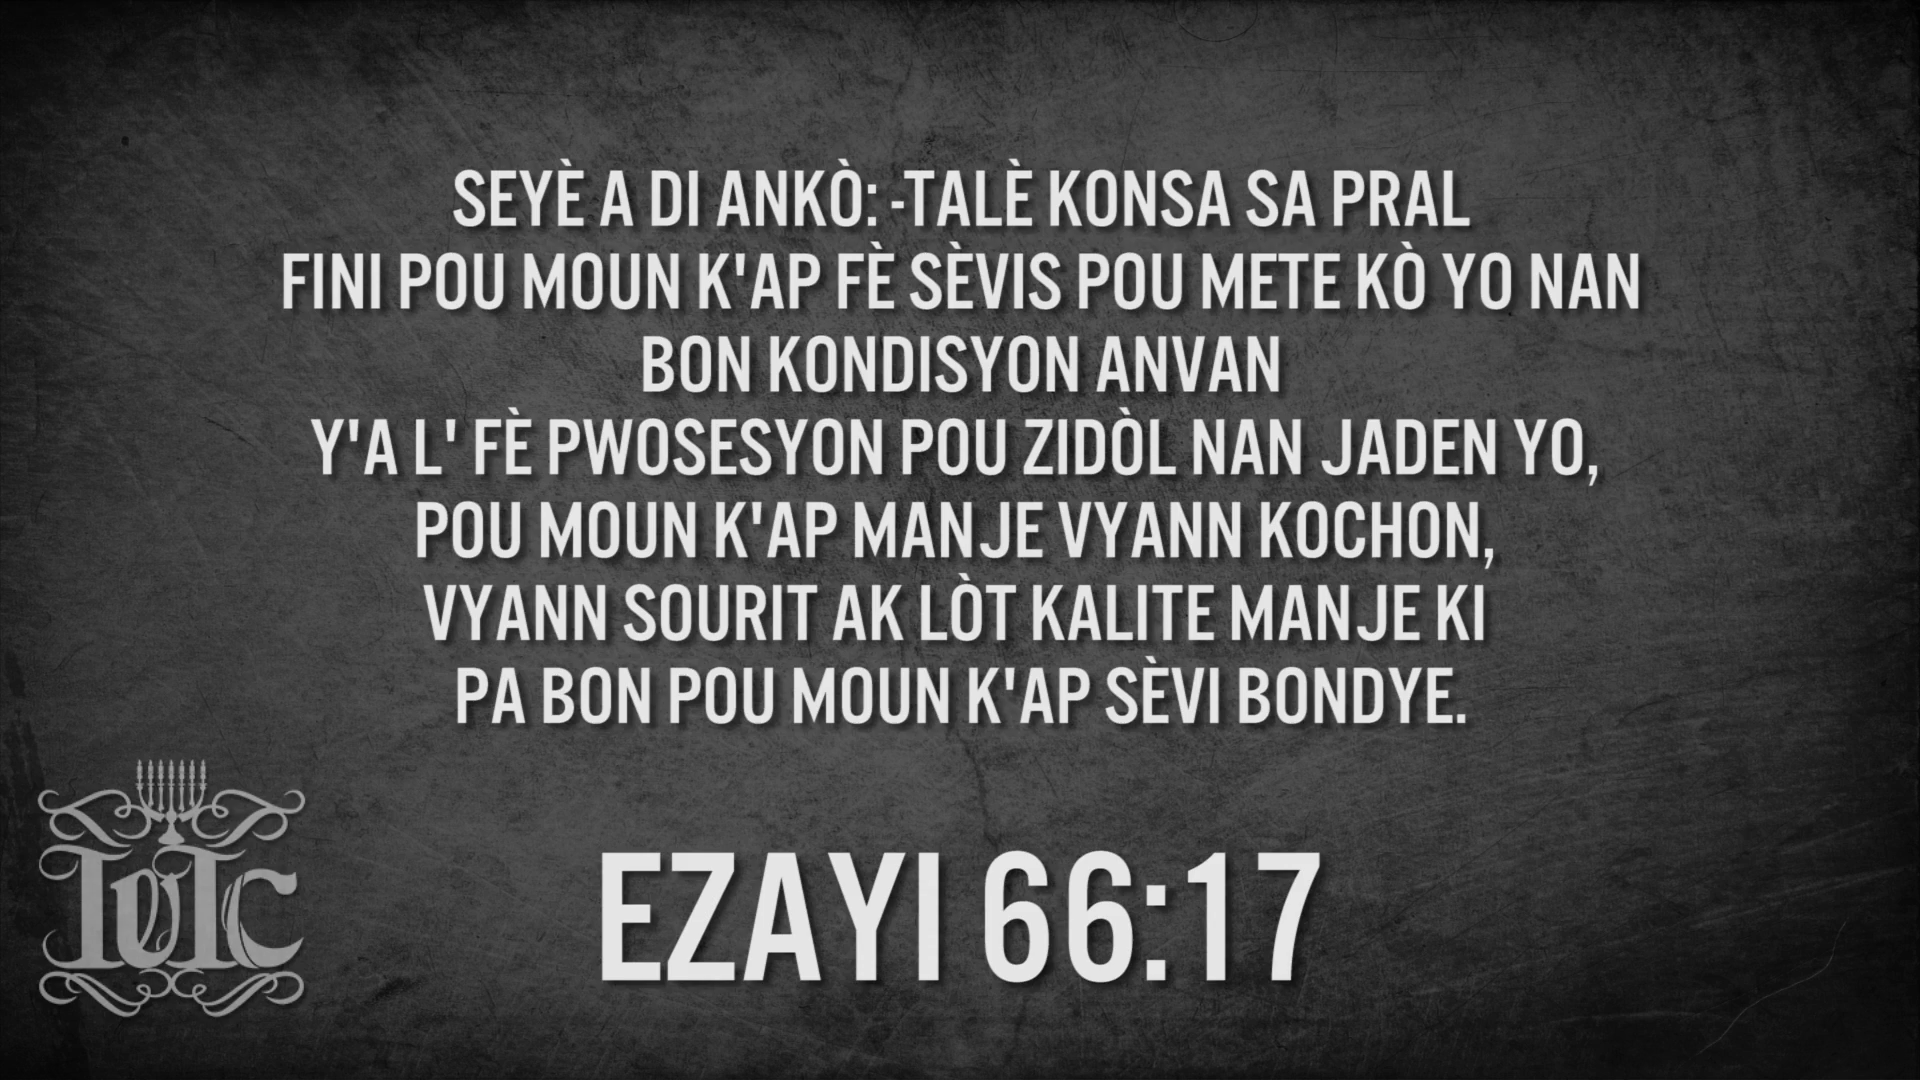 SEYÈ A DI ANKÒ: -TALÈ KONSA SA PRAL
FINI POU MOUN K'AP FÈ SÈVIS POU METE KÒ YO NAN
BON KONDISYON ANVAN
Y'A L' FÈ PWOSESYON POU ZIDÒL NAN JADEN YO,
POU MOUN K'AP MANJE VYANN KOCHON,
VYANN SOURIT AK LÒT KALITE MANJE KI
PA BON POU MOUN K'AP SÈVI BONDYE.
IUIC
EZAYI 66:17